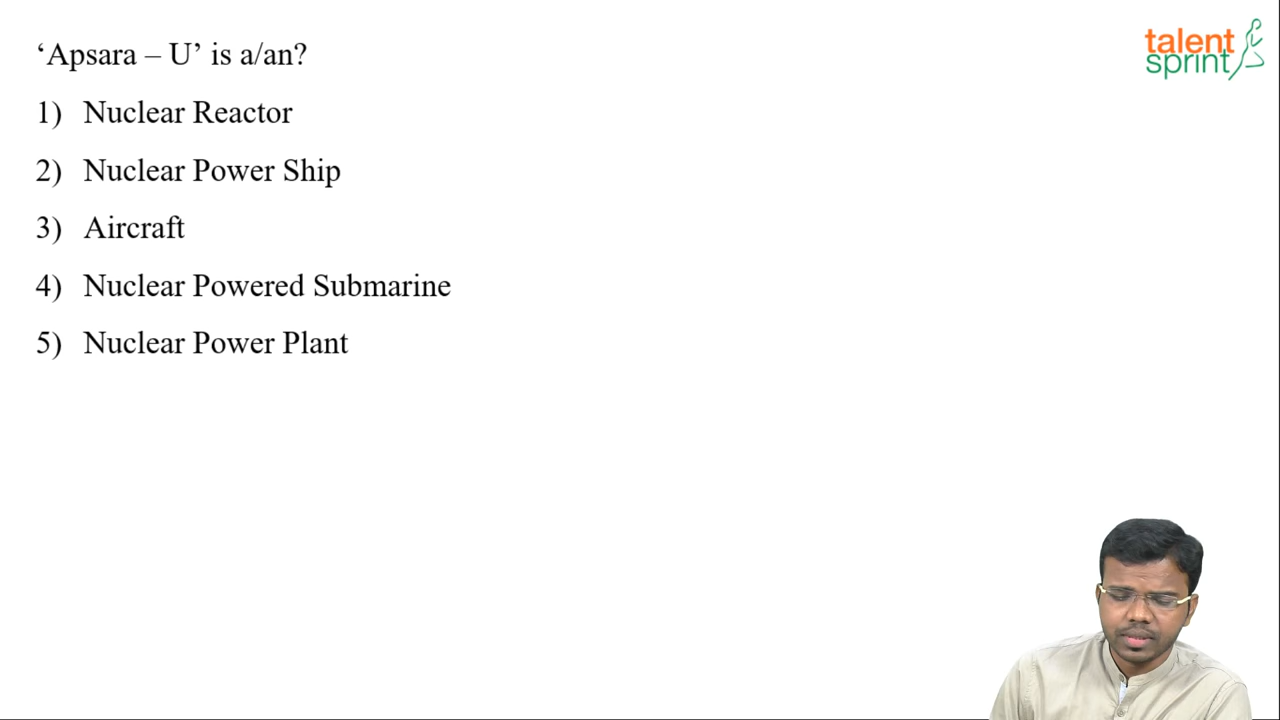 ‘Apsara – U’ is a/an?
1) Nuclear Reactor
2) Nuclear Power Ship
3) Aircraft
4) Nuclear Powered Submarine
5) Nuclear Power Plant
talent
sprint